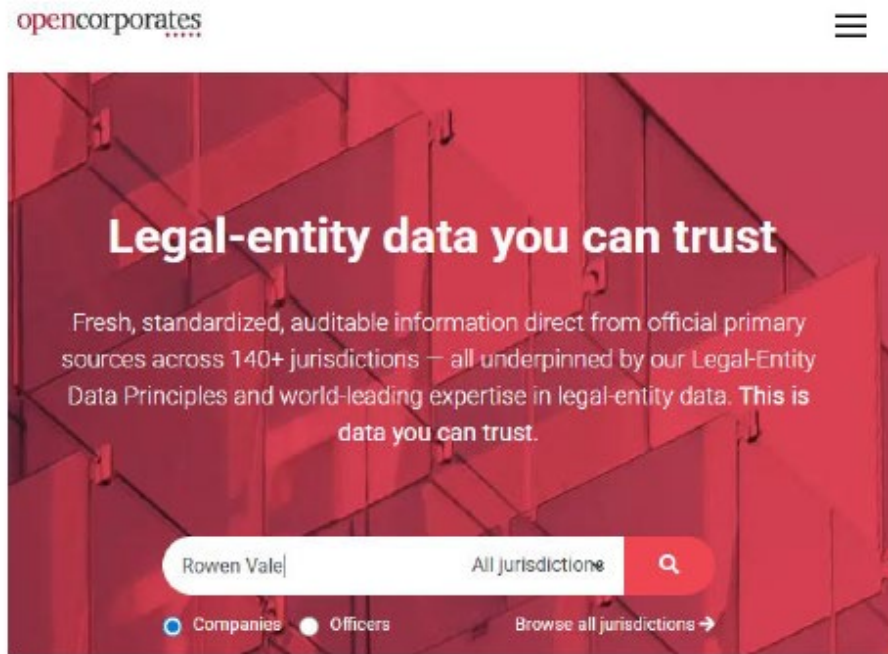 opencorporates
Legal-entity data you can trust
Fresh, standardized, auditable information direct from official primary
sources across 140+ jurisdictions — all underpinned by our Legal-Entity
Data Principles and world-leading expertise in legal-entity data. This is
data you can trust.
Rowen Vale All jurisdictions
Companies Officers Browse all jurisdictions →